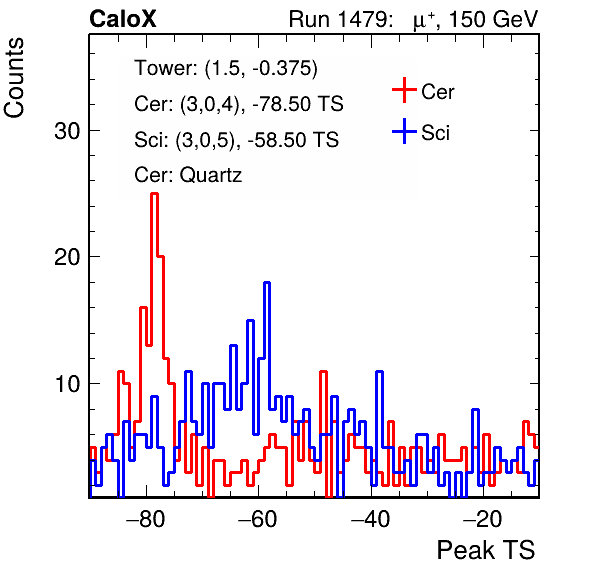 CaloX Run 1479: μ⁺, 150 GeV
Counts
Tower: (1.5, -0.375)
Cer: (3,0,4), -78.50 TS
Sci: (3,0,5), -58.50 TS
Cer: Quartz
Cer
Sci
30
20
10
−80 −60 −40 −20
Peak TS